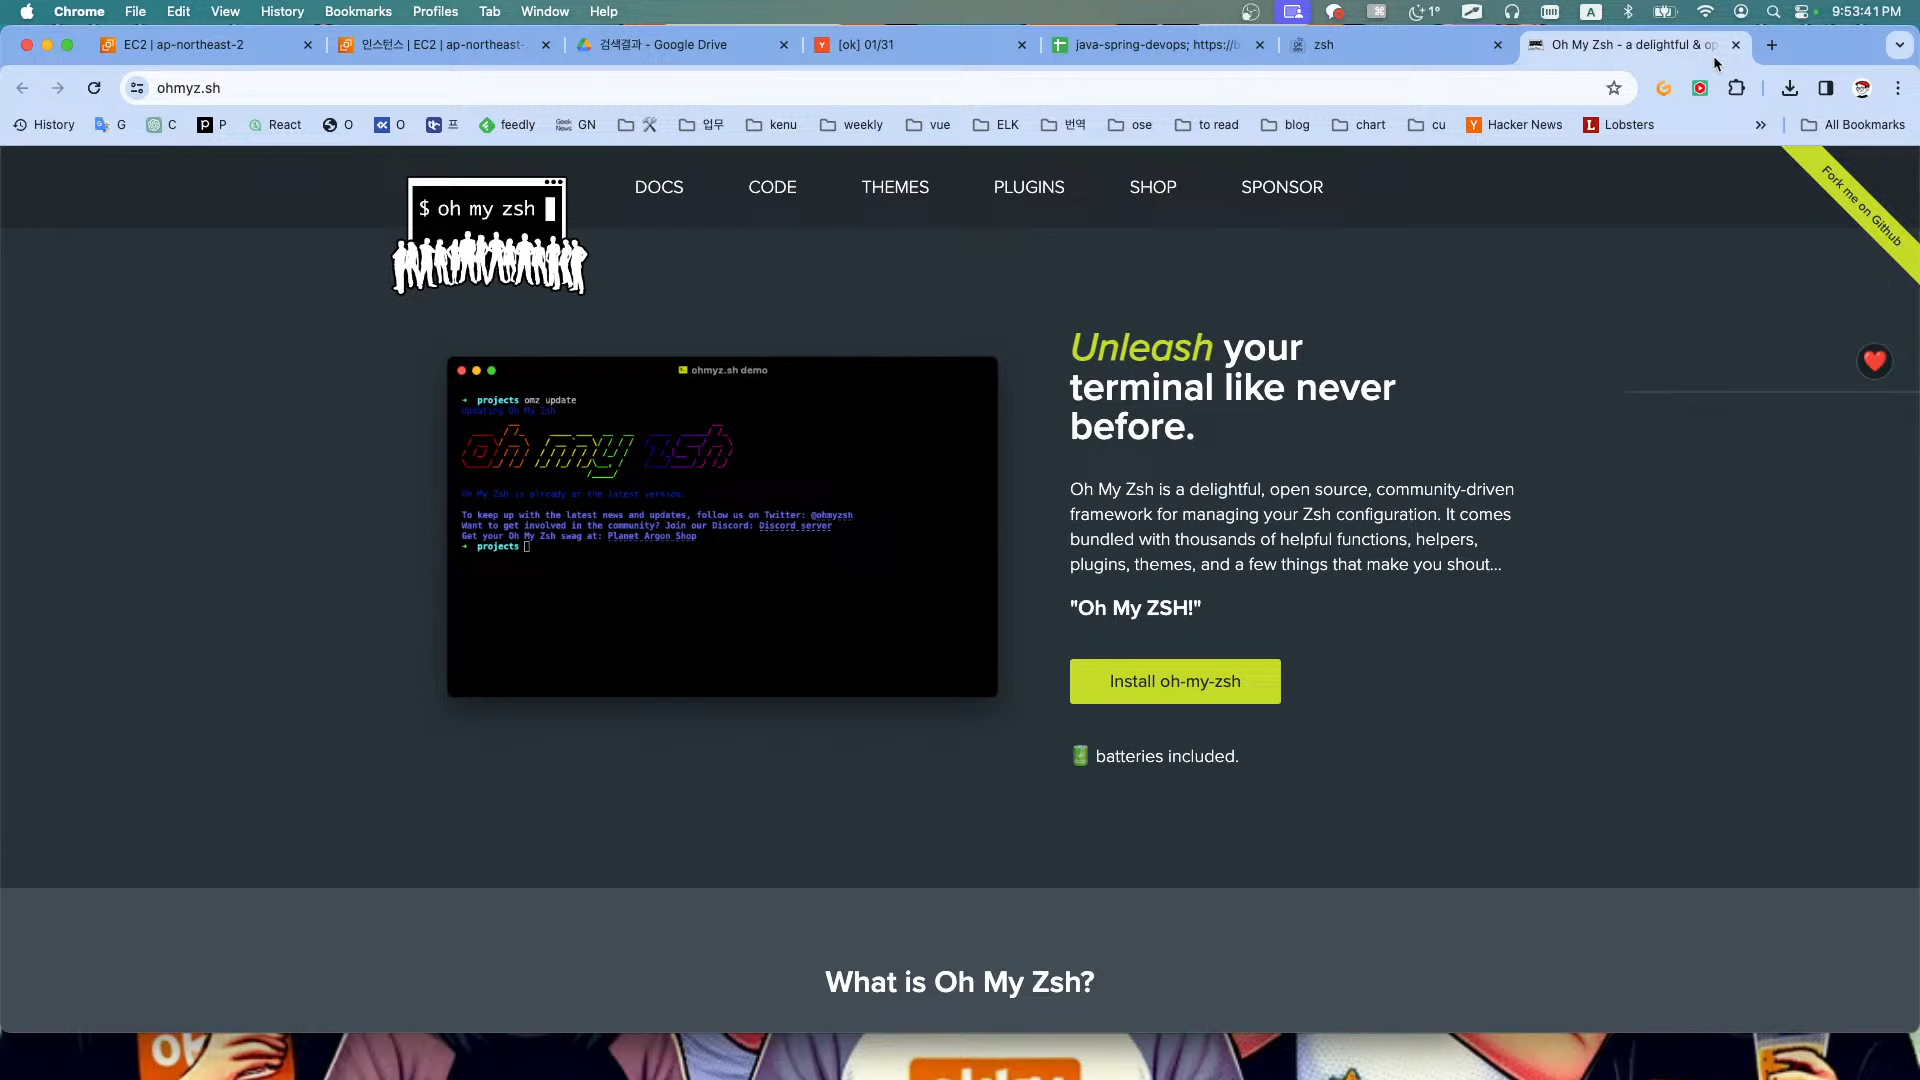 Chrome File Edit View History Bookmarks Profiles Tab Window Help
1° A 9:53:41 PM
EC2 | ap-northeast-2
인스턴스 | EC2 | ap-northeast-
검색결과 - Google Drive
[ok] 01/31
java-spring-devops; https://b
zsh
Oh My Zsh - a delightful & op
ohmyz.sh
History G C P React O O 프 feedly GN 업무 kenu weekly vue ELK 번역 ose to read blog chart cu Hacker News Lobsters » All Bookmarks
$ oh my zsh
DOCS CODE THEMES PLUGINS SHOP SPONSOR
Fork me on Github
ohmyz.sh demo
→ projects omz update
Updating Oh My Zsh
oh my zsh
Oh My Zsh is already at the latest version.
To keep up with the latest news and updates, follow us on Twitter: @ohmyzsh
Want to get involved in the community? Join our Discord: Discord server
Get your Oh My Zsh swag at: Planet Argon Shop
→ projects
Unleash your
terminal like never
before.
Oh My Zsh is a delightful, open source, community-driven
framework for managing your Zsh configuration. It comes
bundled with thousands of helpful functions, helpers,
plugins, themes, and a few things that make you shout...
"Oh My ZSH!"
Install oh-my-zsh
batteries included.
What is Oh My Zsh?